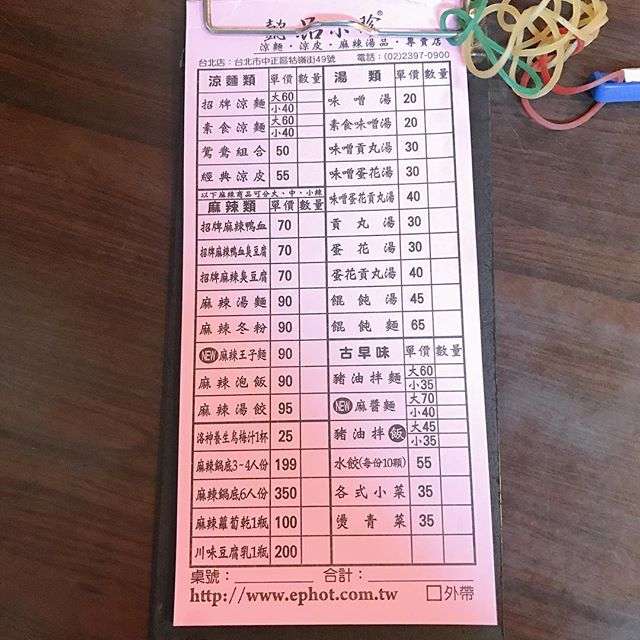 懿品小吃
涼麵・涼皮・麻辣湯品・專賣店
台北店：台北市中正區牯嶺街49號 電話：(02)2397-0900
涼麵類 單價 數量
招牌涼麵 大60 小40
素食涼麵 大60 小40
鴛鴦組合 50
經典涼皮 55
以下麻辣商品可分大、中、小辣
麻辣類 單價 數量
招牌麻辣鴨血 70
招牌麻辣鴨血臭豆腐 70
招牌麻辣臭豆腐 70
麻辣湯麵 90
麻辣冬粉 90
NEW 麻辣王子麵 90
麻辣泡飯 90
麻辣湯餃 95
洛神養生烏梅汁1杯 25
麻辣鍋底3~4人份 199
麻辣鍋底6人份 350
麻辣蘿蔔乾1瓶 100
川味豆腐乳1瓶 200
湯類 單價 數量
味噌湯 20
素食味噌湯 20
味噌貢丸湯 30
味噌蛋花湯 30
味噌蛋花貢丸湯 40
貢丸湯 30
蛋花湯 30
蛋花貢丸湯 40
餛飩湯 45
餛飩麵 65
古早味 單價 數量
豬油拌麵 大60 小35
NEW 麻醬麵 大70 小40
豬油拌飯 大45 小35
水餃(每份10顆) 55
各式小菜 35
燙青菜 35
桌號： 合計：
http://www.ephot.com.tw 外帶